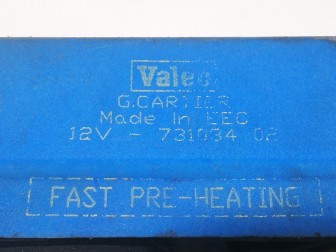 Valeo
G.CARTIER
Made In EEC
12V - 731034 02
FAST PRE-HEATING